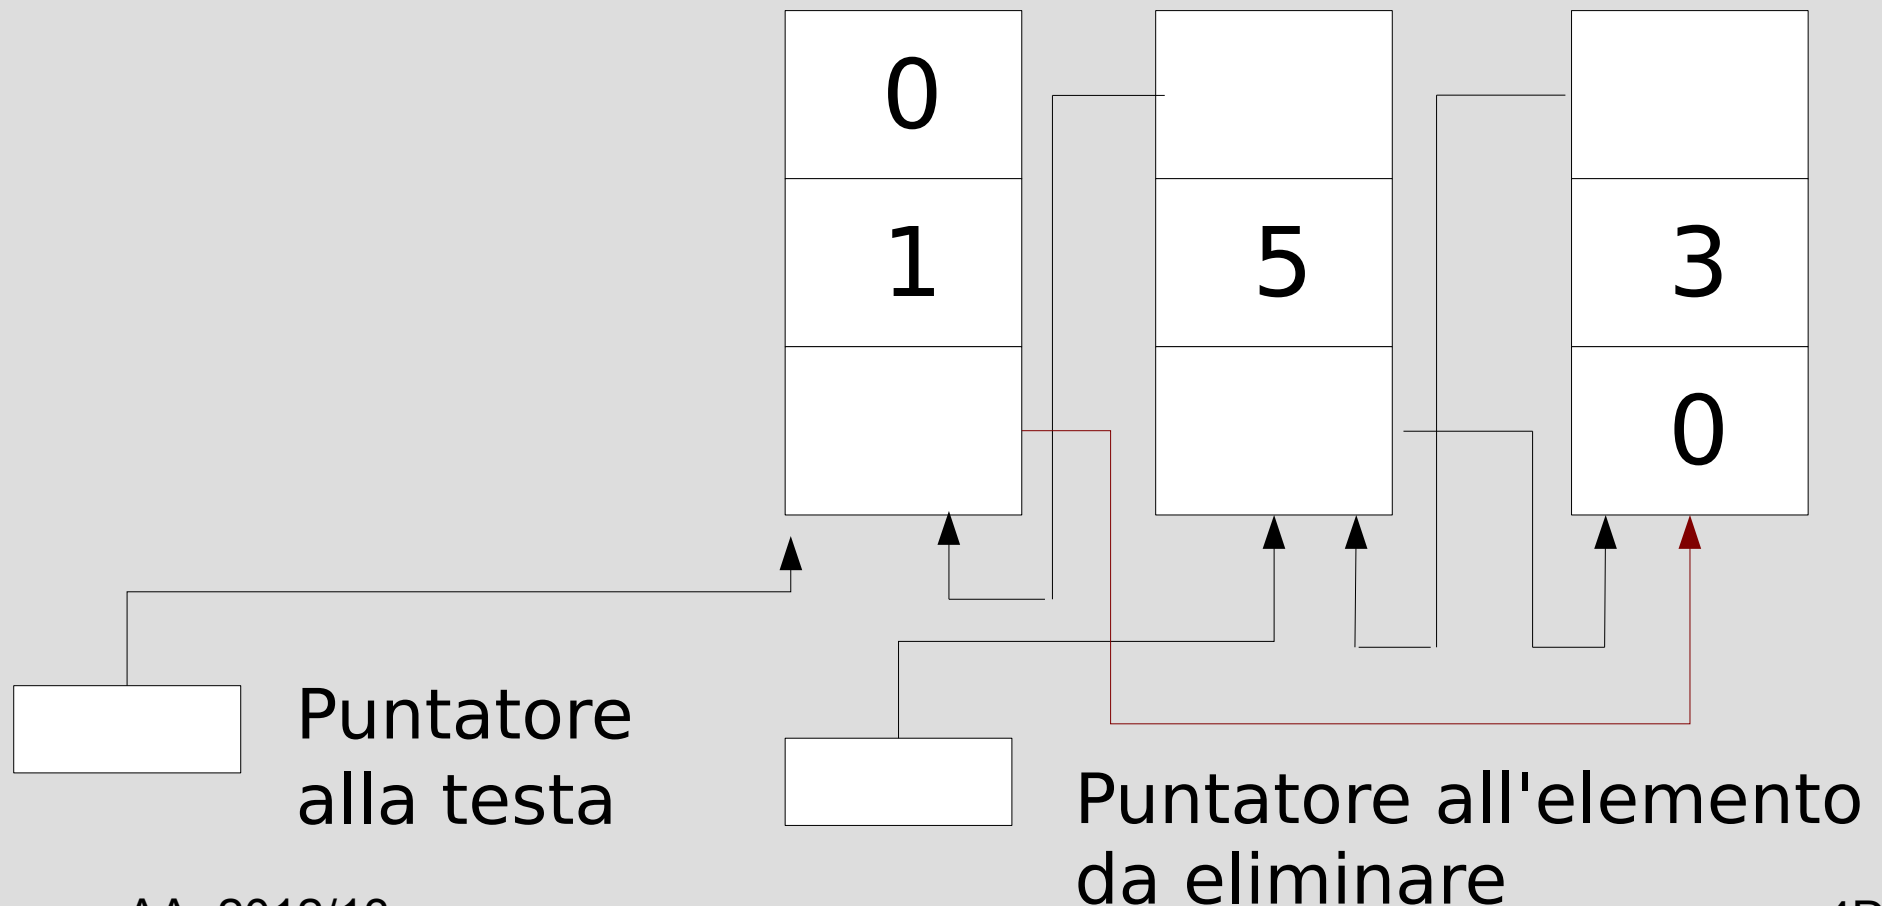 0
1 5 3
0
Puntatore
alla testa
Puntatore all'elemento
da eliminare